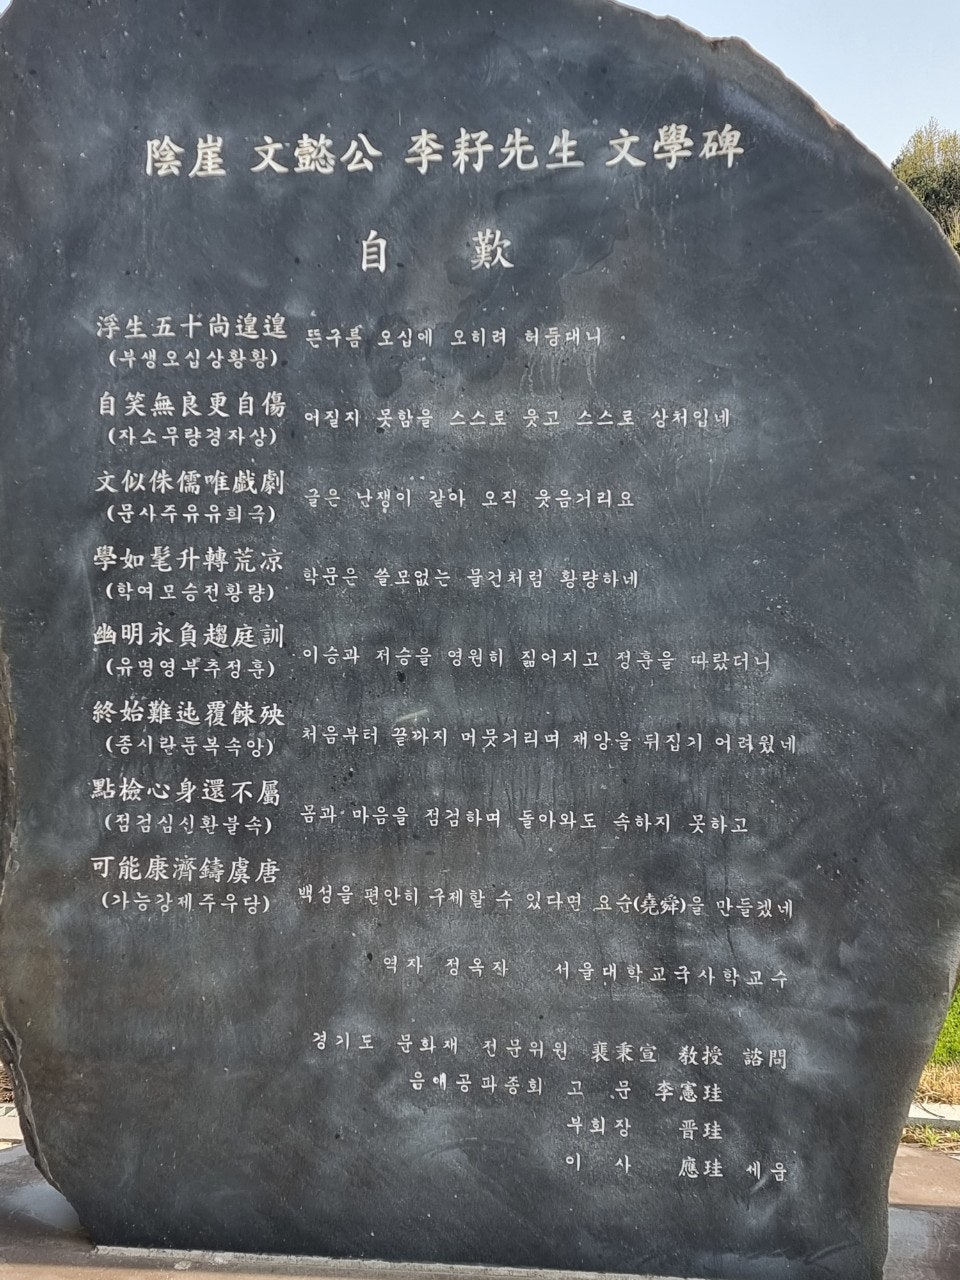 陰崖 文懿公 李耔先生 文學碑
自 歎
浮生五十尙遑遑 뜬구름 오십에 오히려 허둥대니
(부생오십상황황)
自笑無良更自傷 어질지 못함을 스스로 웃고 스스로 상처입네
(자소무량경자상)
文似侏儒唯戱劇 글은 난쟁이 같아 오직 웃음거리요
(문사주유유희극)
學如髦升轉荒凉 학문은 쓸모없는 물건처럼 황량하네
(학여모승전황량)
幽明永負趨庭訓 이승과 저승을 영원히 짊어지고 정훈을 따랐더니
(유명영부추정훈)
終始難迍覆餗殃 처음부터 끝까지 머뭇거리며 재앙을 뒤집기 어려웠네
(종시란둔복속앙)
點檢心身還不屬 몸과 마음을 점검하며 돌아와도 속하지 못하고
(점검심신환불속)
可能康濟鑄虞唐 백성을 편안히 구제할 수 있다면 요순(堯舜)을 만들겠네
(가능강제주우당)
역자 정옥자 서울대학교국사학교수
경기도 문화재 전문위원 裵秉宣 敎授 諮問
음애공파종회 고 문 李憲珪
부회장 晋珪
이 사 應珪 세움